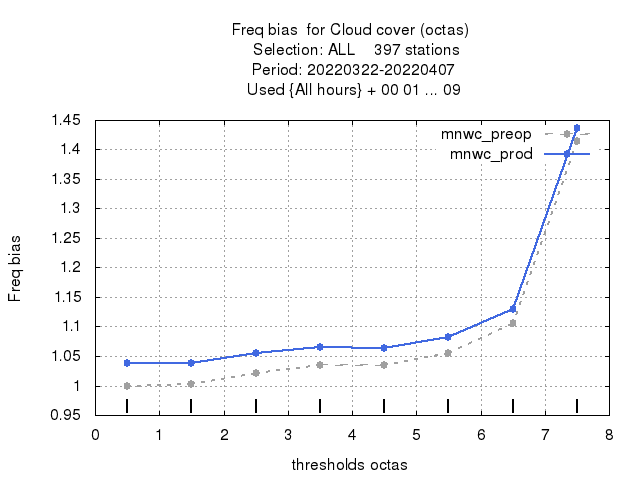 Freq bias  for Cloud cover (octas)
Selection: ALL    397 stations
Period: 20220322-20220407
Used {All hours} + 00 01 ... 09
mnwc_preop
mnwc_prod
Freq bias
1.45
1.4
1.35
1.3
1.25
1.2
1.15
1.1
1.05
1
0.95
0 1 2 3 4 5 6 7 8
thresholds octas